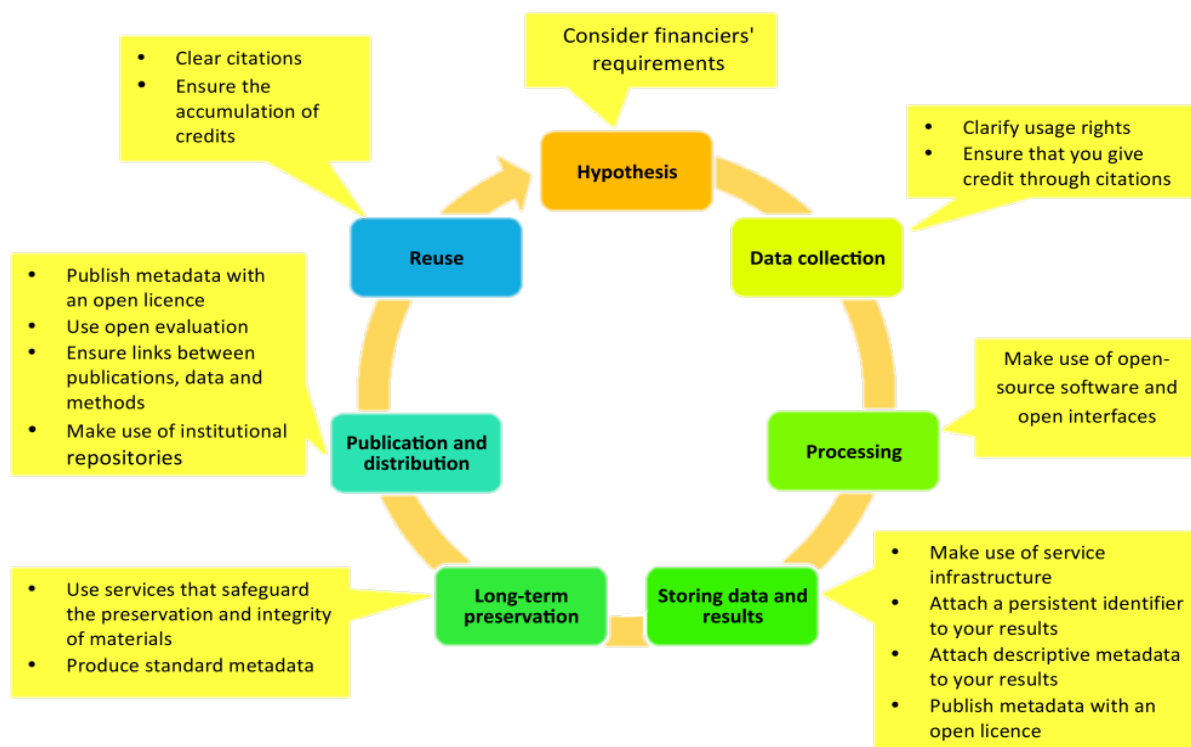 Consider financiers'
requirements
Hypothesis
• Clarify usage rights
• Ensure that you give
credit through citations
Data collection
Make use of open-
source software and
open interfaces
Processing
• Make use of service
infrastructure
• Attach a persistent identifier
to your results
• Attach descriptive metadata
to your results
• Publish metadata with an
open licence
Storing data and
results
• Use services that safeguard
the preservation and integrity
of materials
• Produce standard metadata
Long-term
preservation
• Publish metadata with
an open licence
• Use open evaluation
• Ensure links between
publications, data and
methods
• Make use of institutional
repositories
Publication and
distribution
• Clear citations
• Ensure the
accumulation of
credits
Reuse